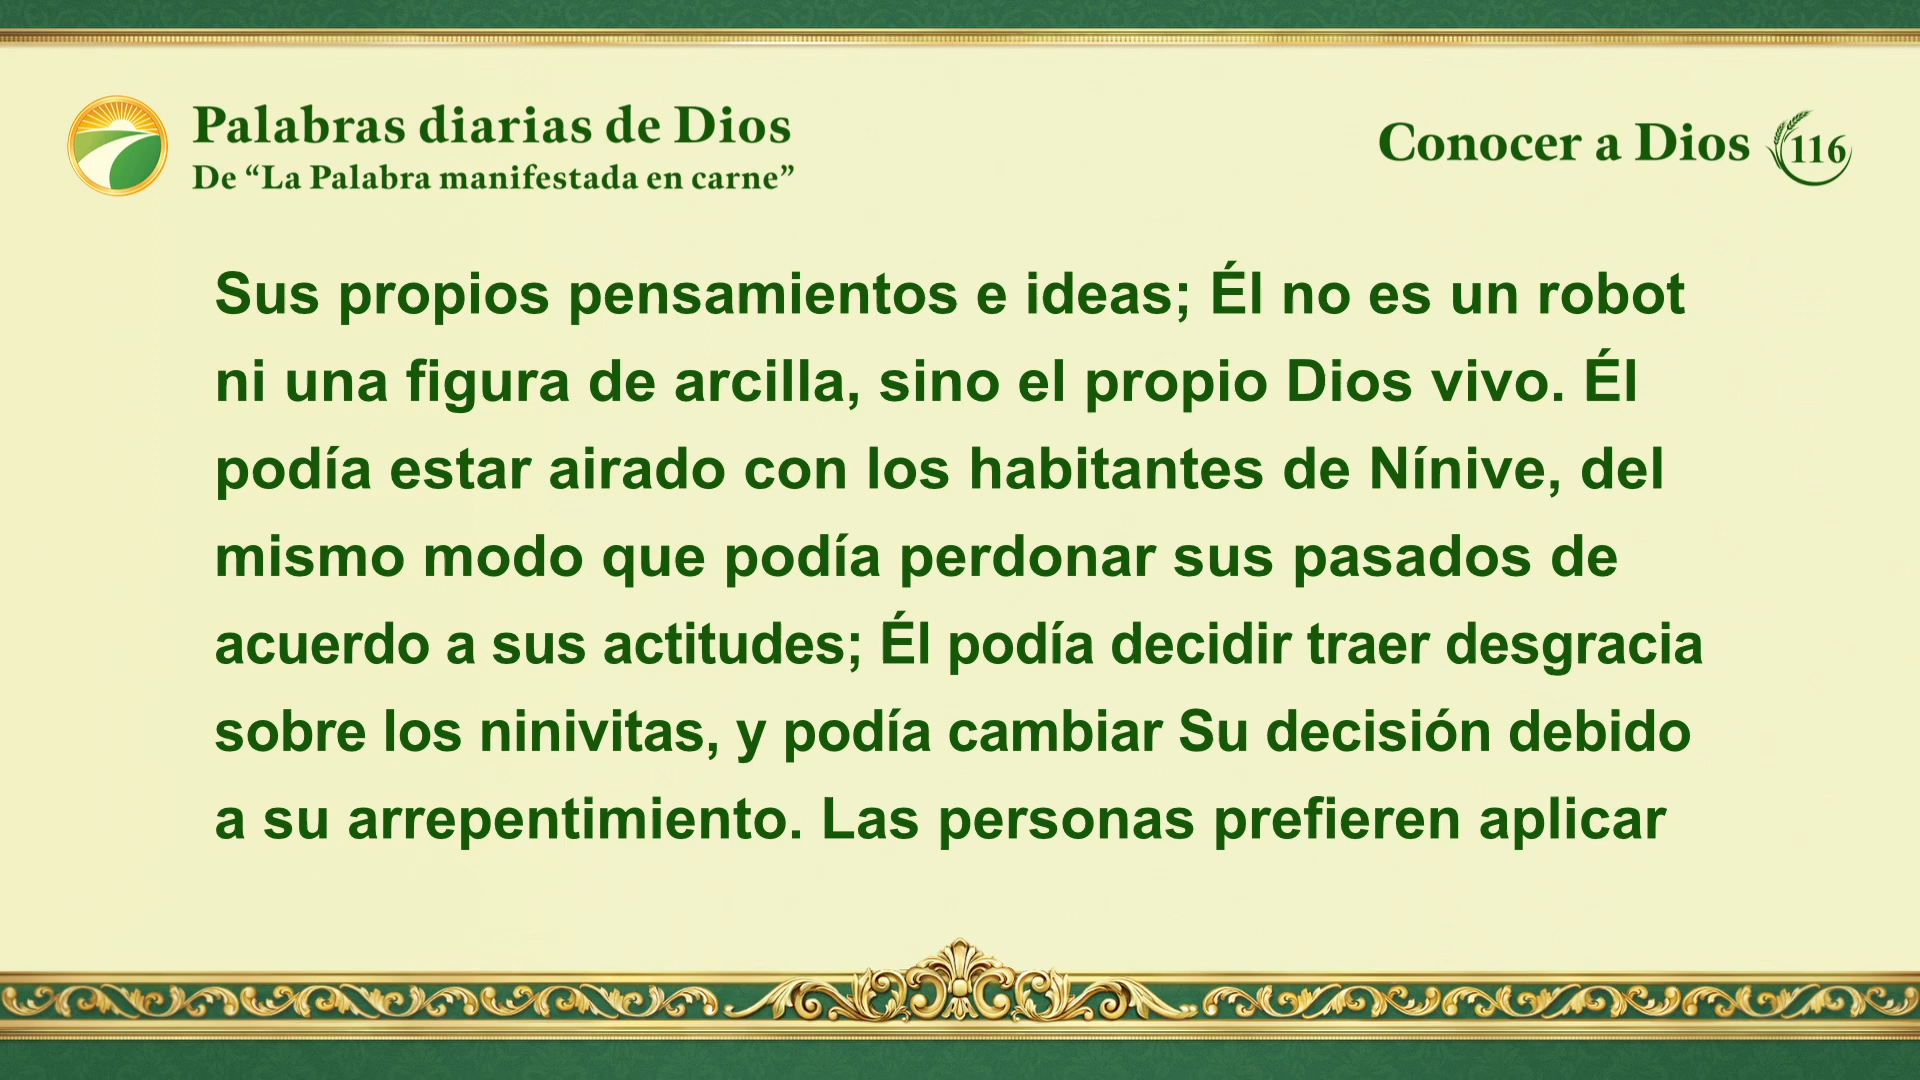 Palabras diarias de Dios
De “La Palabra manifestada en carne”
Conocer a Dios 116
Sus propios pensamientos e ideas; Él no es un robot
ni una figura de arcilla, sino el propio Dios vivo. Él
podía estar airado con los habitantes de Nínive, del
mismo modo que podía perdonar sus pasados de
acuerdo a sus actitudes; Él podía decidir traer desgracia
sobre los ninivitas, y podía cambiar Su decisión debido
a su arrepentimiento. Las personas prefieren aplicar